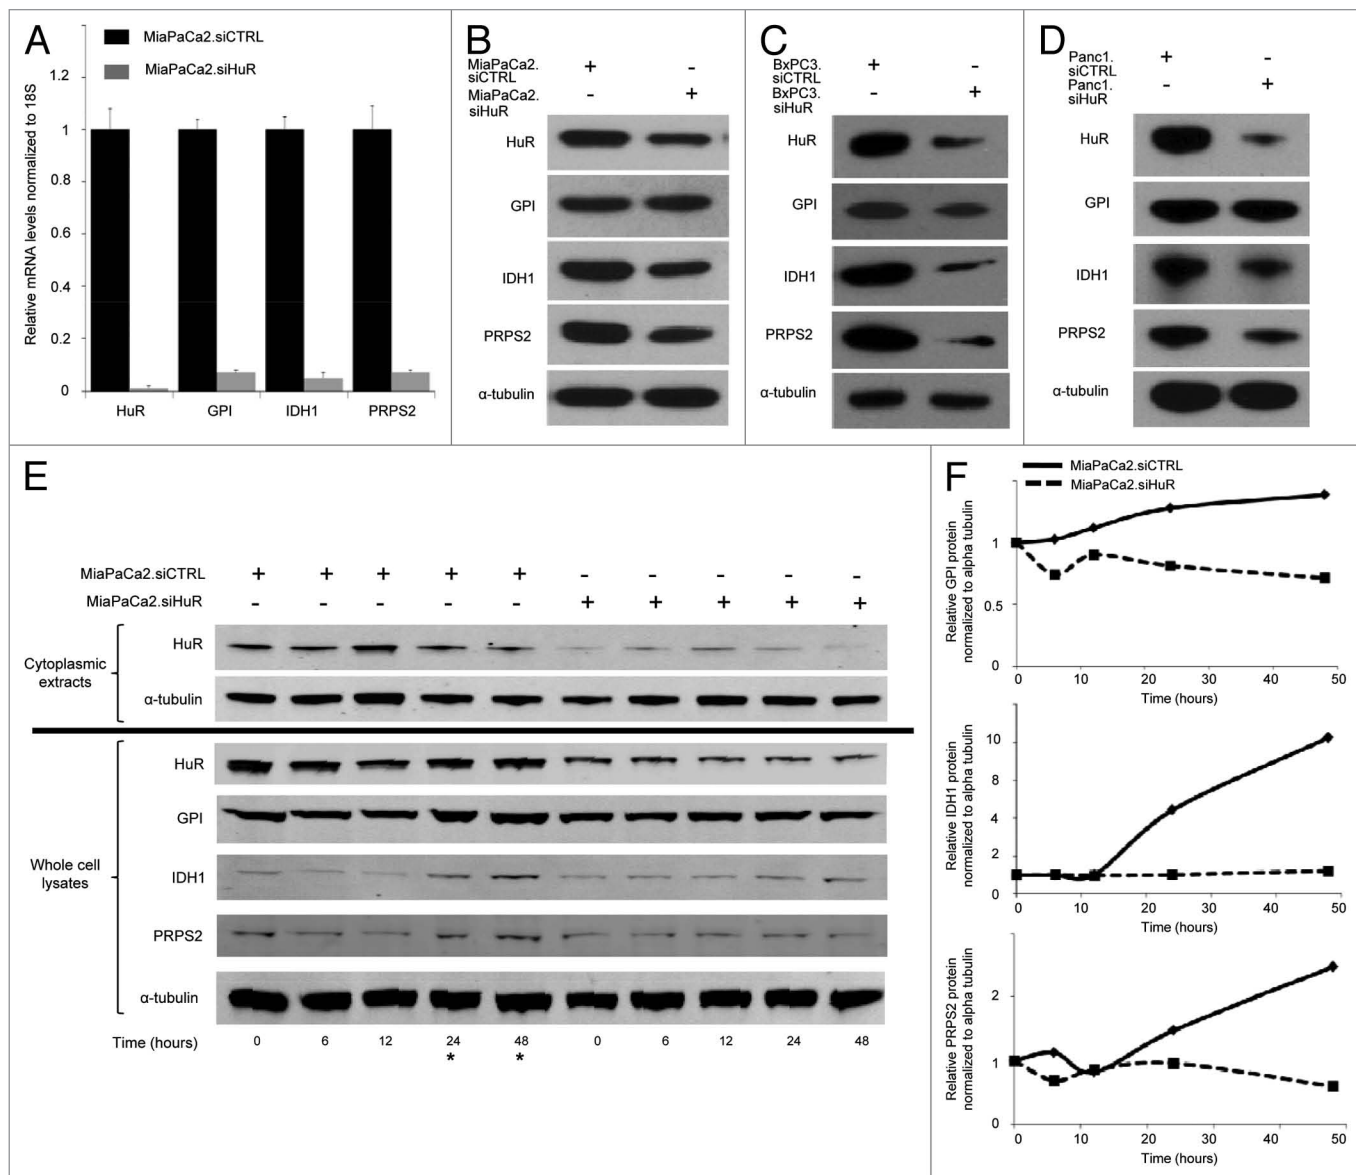 A
MiaPaCa2.siCTRL
MiaPaCa2.siHuR
Relative mRNA levels normalized to 18S
1.2
1
0.8
0.6
0.4
0.2
0
HuR GPI IDH1 PRPS2
B
MiaPaCa2.
siCTRL
+ -
MiaPaCa2.
siHuR
- +
HuR
GPI
IDH1
PRPS2
α-tubulin
C
BxPC3.
siCTRL
+ -
BxPC3.
siHuR
- +
HuR
GPI
IDH1
PRPS2
α-tubulin
D
Panc1.
siCTRL
+ -
Panc1.
siHuR
- +
HuR
GPI
IDH1
PRPS2
α-tubulin
E
MiaPaCa2.siCTRL + + + + + - - - - -
MiaPaCa2.siHuR - - - - - + + + + +
Cytoplasmic
extracts
HuR
α-tubulin
Whole cell
lysates
HuR
GPI
IDH1
PRPS2
α-tubulin
Time (hours) 0 6 12 24 48 0 6 12 24 48
* *
F
MiaPaCa2.siCTRL
MiaPaCa2.siHuR
Relative GPI protein
normalized to alpha tubulin
1
0.5
0
0 10 20 30 40 50
Time (hours)
Relative IDH1 protein
normalized to alpha tubulin
10
8
4
2
1
0
0 10 20 30 40 50
Time (hours)
Relative PRPS2 protein
normalized to alpha tubulin
2
1
0
0 10 20 30 40 50
Time (hours)